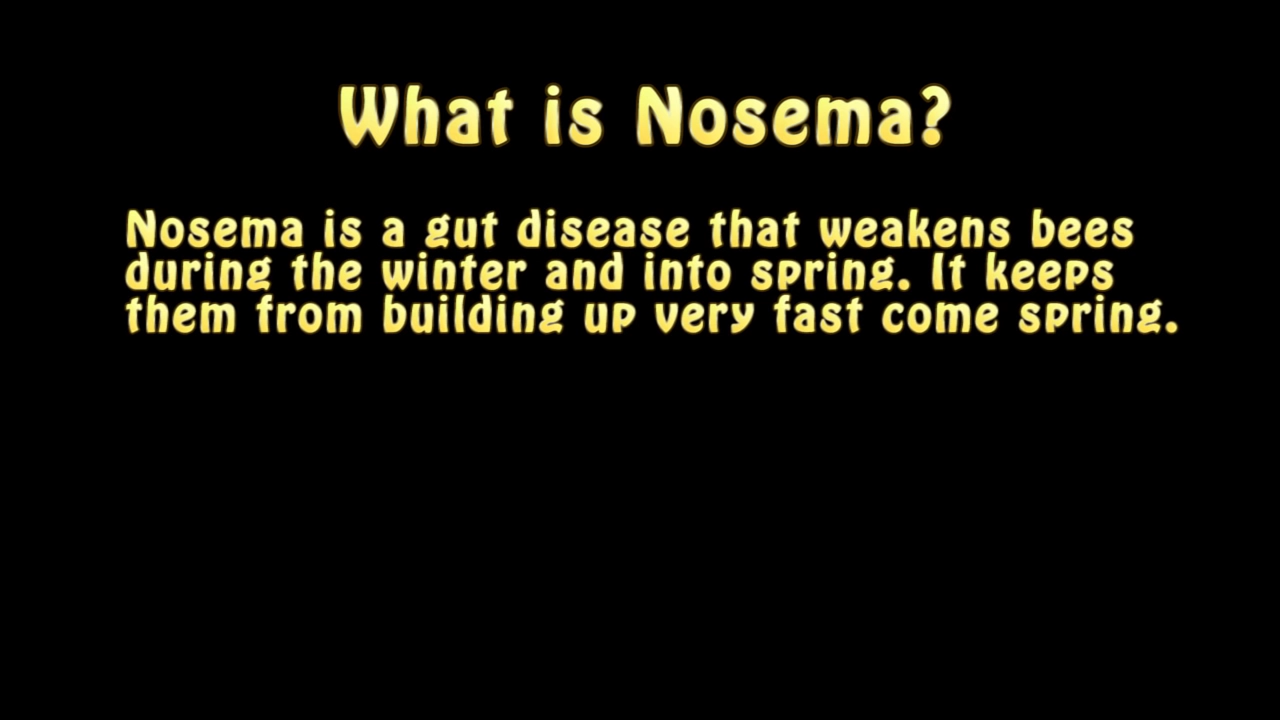 What is Nosema?
Nosema is a gut disease that weakens bees
during the winter and into spring. It keeps
them from building up very fast come spring.